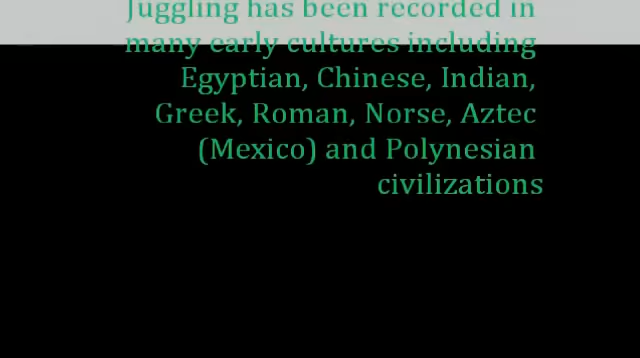 Juggling has been recorded in
many early cultures including
Egyptian, Chinese, Indian,
Greek, Roman, Norse, Aztec
(Mexico) and Polynesian
civilizations